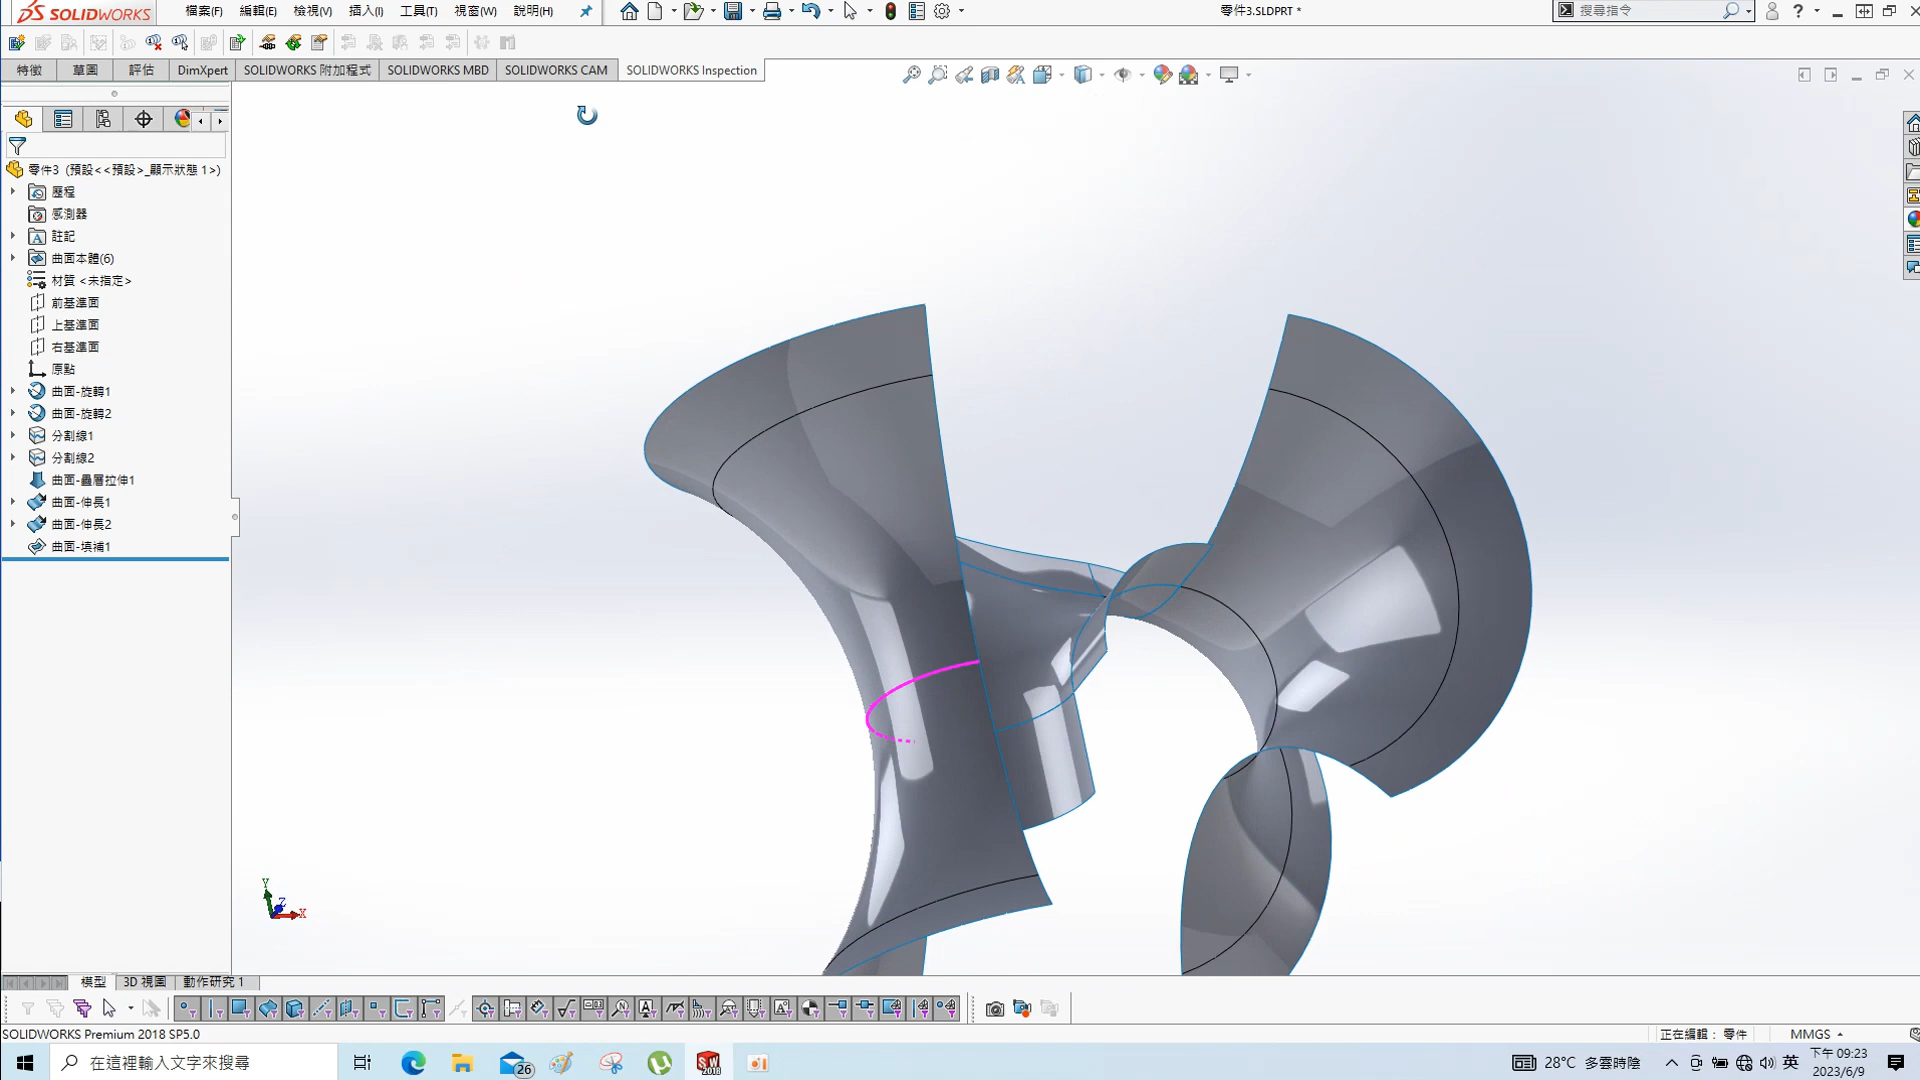 SOLIDWORKS 檔案(F) 編輯(E) 檢視(V) 插入(I) 工具(T) 視窗(W) 說明(H) 零件3.SLDPRT * 搜尋指令
特徵 草圖 評估 DimXpert SOLIDWORKS 附加程式 SOLIDWORKS MBD SOLIDWORKS CAM SOLIDWORKS Inspection
零件3 (預設<<預設>_顯示狀態 1>)
歷程
感測器
註記
曲面本體(6)
材質 <未指定>
前基準面
上基準面
右基準面
原點
曲面-旋轉1
曲面-旋轉2
分割線1
分割線2
曲面-疊層拉伸1
曲面-伸長1
曲面-伸長2
曲面-填補1
Y
Z
X
模型 3D 視圖 動作研究 1
SOLIDWORKS Premium 2018 SP5.0 正在編輯： 零件 MMGS
在這裡輸入文字來搜尋 26 28°C 多雲時陰 英 下午 09:23
2023/6/9